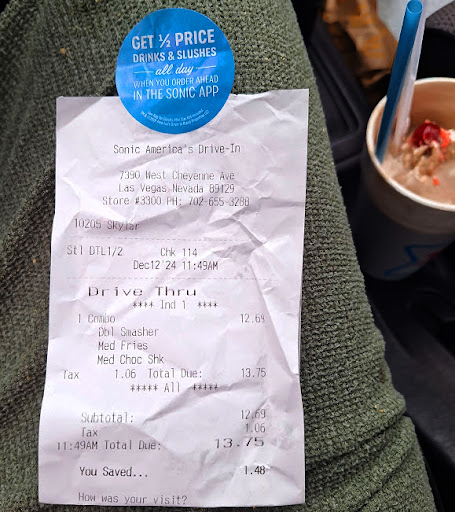 GET ½ PRICE
DRINKS & SLUSHES
all day
WHEN YOU ORDER AHEAD
IN THE SONIC APP
Sonic America's Drive-In
7390 West Cheyenne Ave
Las Vegas Nevada 89129
Store #3300 PH: 702-655-3288
10205 Skylar
Stl DTL1/2 Chk 114
Dec12'24 11:49AM
Drive Thru
**** Ind 1 ****
1 Combo 12.69
Dbl Smasher
Med Fries
Med Choc Shk
Tax 1.06 Total Due: 13.75
***** All *****
Subtotal: 12.69
Tax 1.06
11:49AM Total Due: 13.75
You Saved... 1.48
How was your visit?